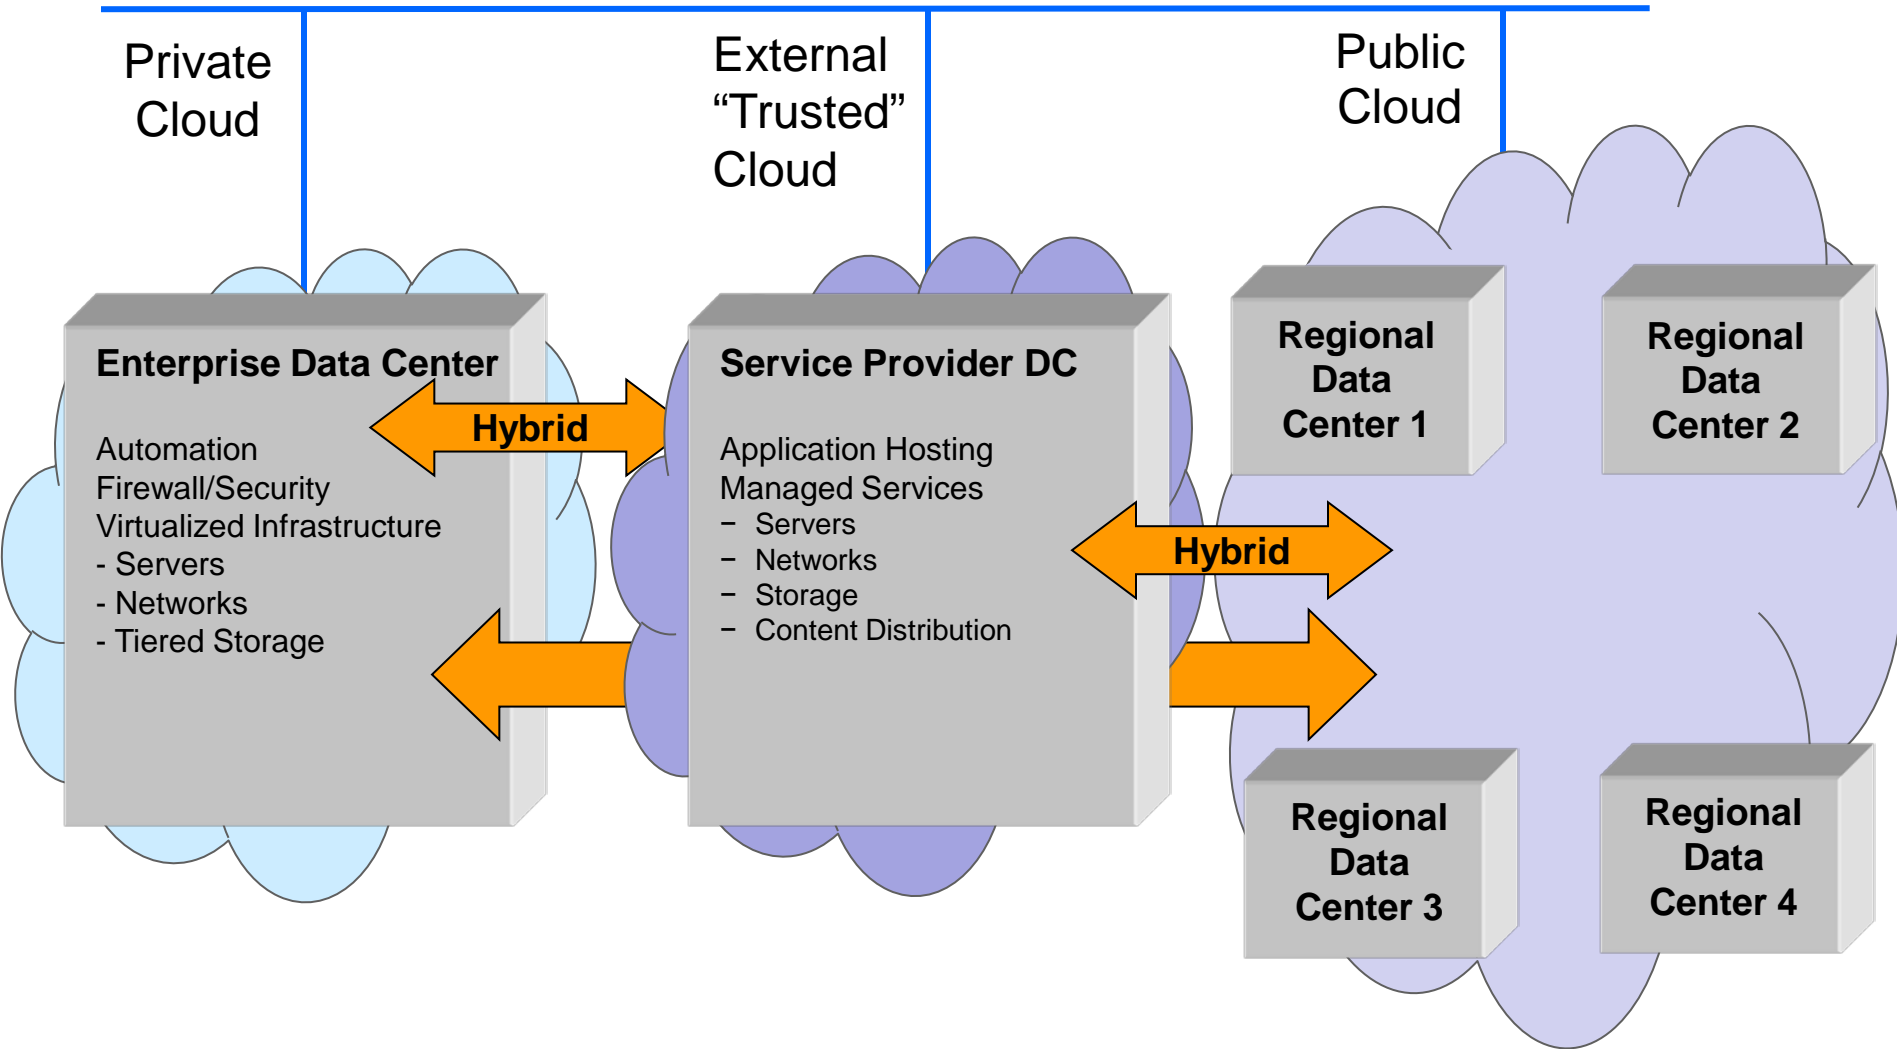 Private
Cloud
External
“Trusted”
Cloud
Public
Cloud
Enterprise Data Center
Hybrid
Automation
Firewall/Security
Virtualized Infrastructure
- Servers
- Networks
- Tiered Storage
Service Provider DC
Application Hosting
Managed Services
− Servers
− Networks
− Storage
− Content Distribution
Hybrid
Regional
Data
Center 1
Regional
Data
Center 2
Regional
Data
Center 3
Regional
Data
Center 4